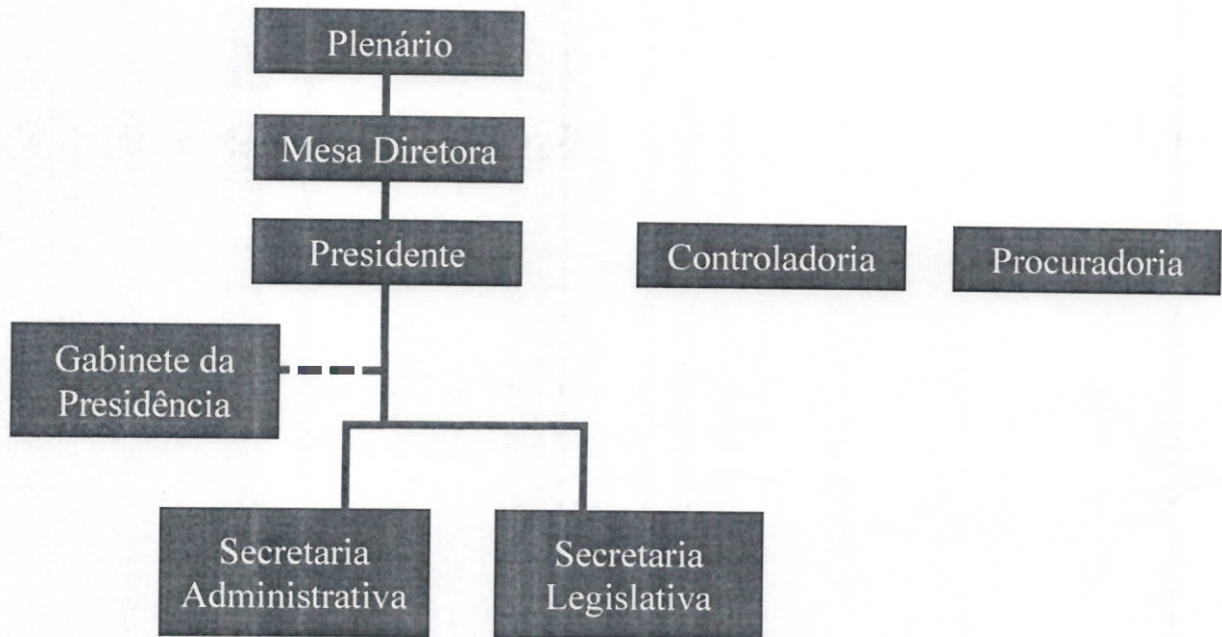 Plenário
Mesa Diretora
Presidente
Controladoria
Procuradoria
Gabinete da
Presidência
Secretaria
Administrativa
Secretaria
Legislativa